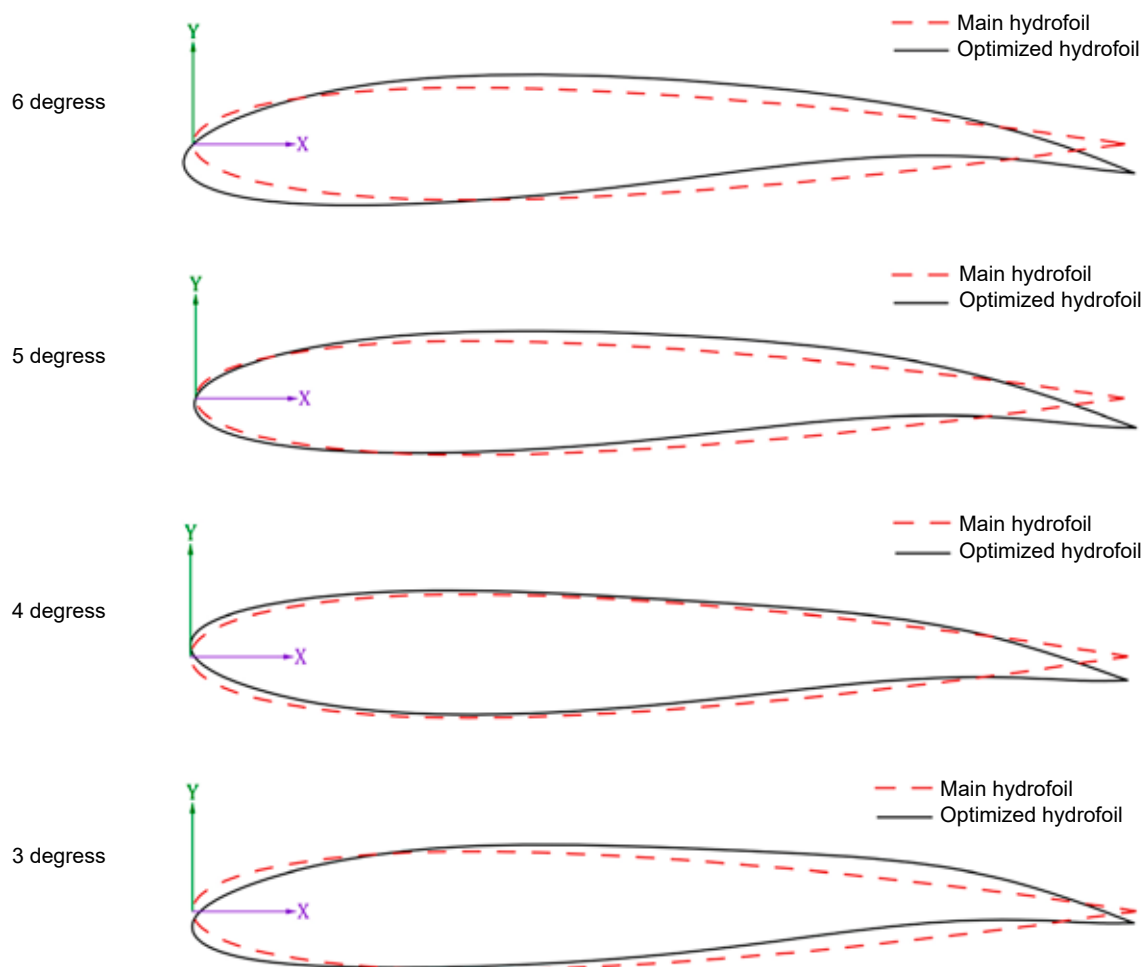 Main hydrofoil
Optimized hydrofoil
Y
6 degress
X
Main hydrofoil
Optimized hydrofoil
Y
5 degress
X
Main hydrofoil
Optimized hydrofoil
Y
4 degress
X
Main hydrofoil
Optimized hydrofoil
Y
3 degress
X